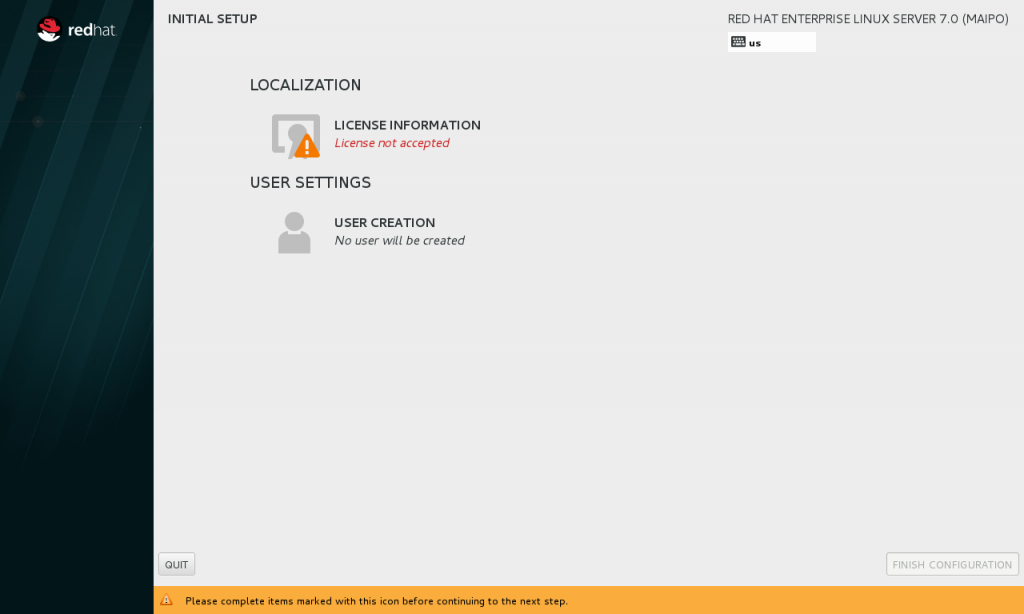 redhat.
INITIAL SETUP
RED HAT ENTERPRISE LINUX SERVER 7.0 (MAIPO)
us
LOCALIZATION
LICENSE INFORMATION
License not accepted
USER SETTINGS
USER CREATION
No user will be created
QUIT
FINISH CONFIGURATION
Please complete items marked with this icon before continuing to the next step.